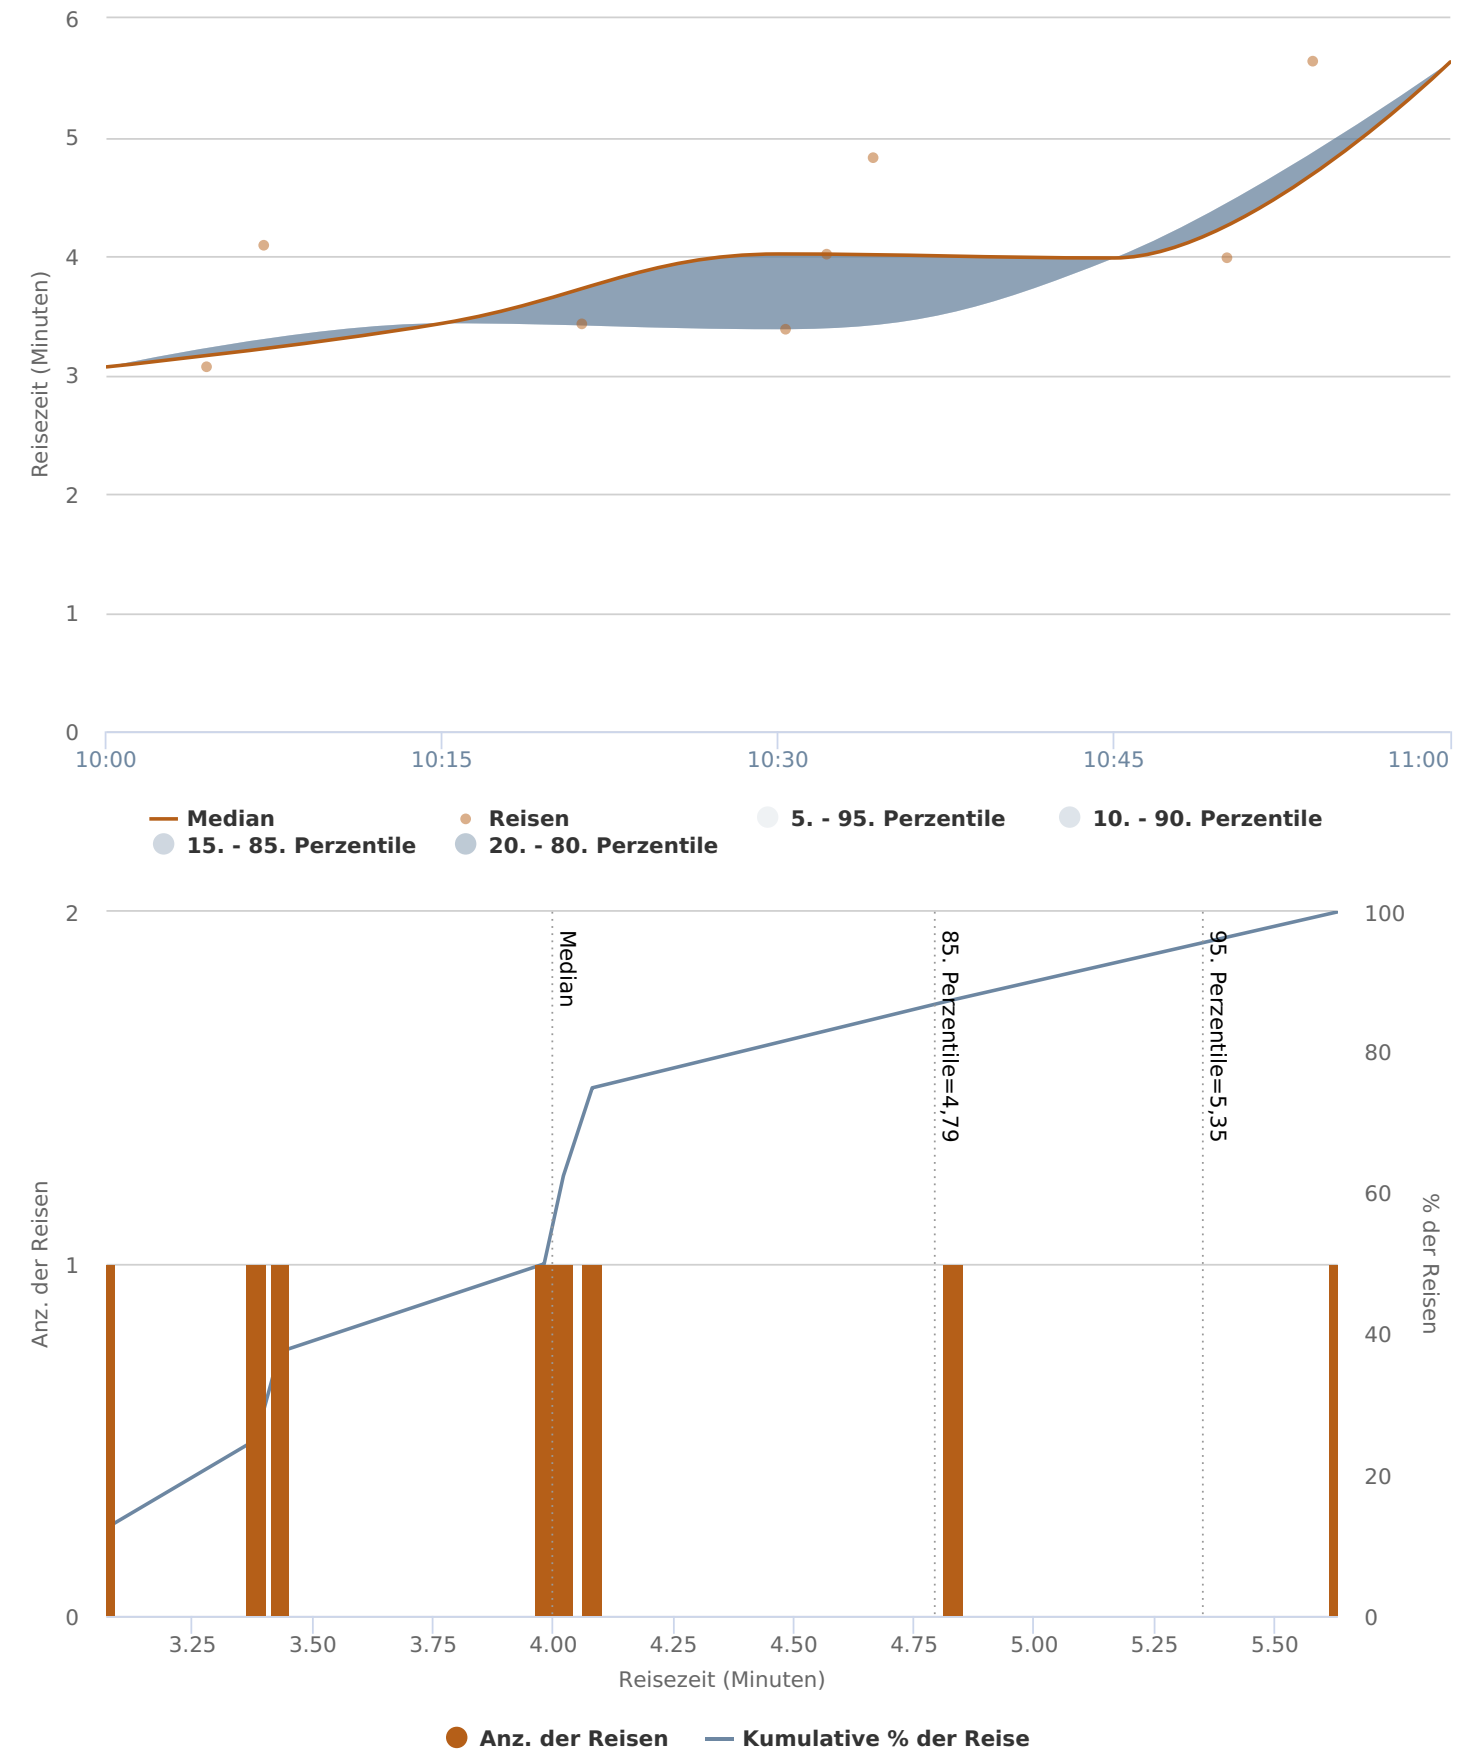 6
5
4
3
2
1
0
Reisezeit (Minuten)
10:00 10:15 10:30 10:45 11:00
Median Reisen 5. - 95. Perzentile 10. - 90. Perzentile
15. - 85. Perzentile 20. - 80. Perzentile
2
1
0
Anz. der Reisen
Median
85. Perzentile=4,79
95. Perzentile=5,35
100
80
60
40
20
0
% der Reisen
3.25 3.50 3.75 4.00 4.25 4.50 4.75 5.00 5.25 5.50
Reisezeit (Minuten)
Anz. der Reisen Kumulative % der Reise